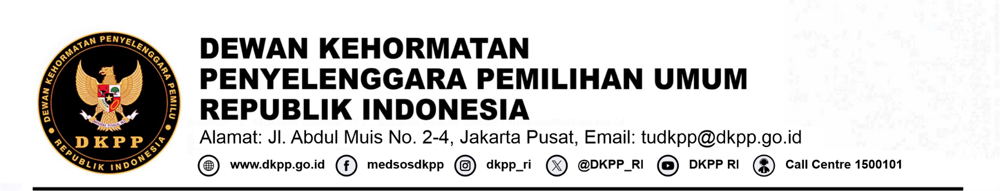 DEWAN KEHORMATAN PENYELENGGARA PEMILU
DKPP
REPUBLIK INDONESIA
DEWAN KEHORMATAN
PENYELENGGARA PEMILIHAN UMUM
REPUBLIK INDONESIA
Alamat: Jl. Abdul Muis No. 2-4, Jakarta Pusat, Email: tudkpp@dkpp.go.id
www.dkpp.go.id medsosdkpp dkpp_ri @DKPP_RI DKPP RI Call Centre 1500101